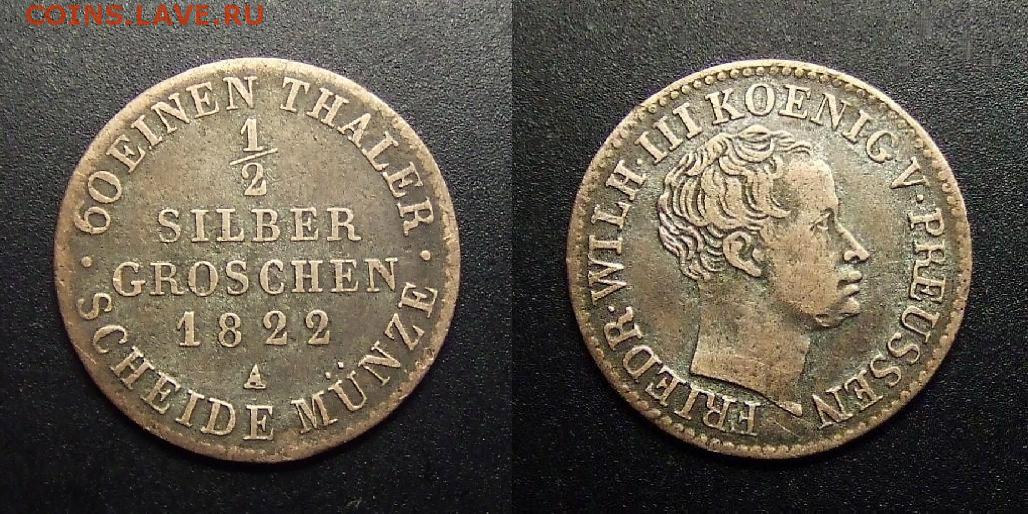 COINS.LAVE.RU
60 EINEN THALER
1/2
SILBER
GROSCHEN
1822
A
· SCHEIDE MÜNZE ·
FRIEDR · WILH · III KOENIG V · PREUSSEN